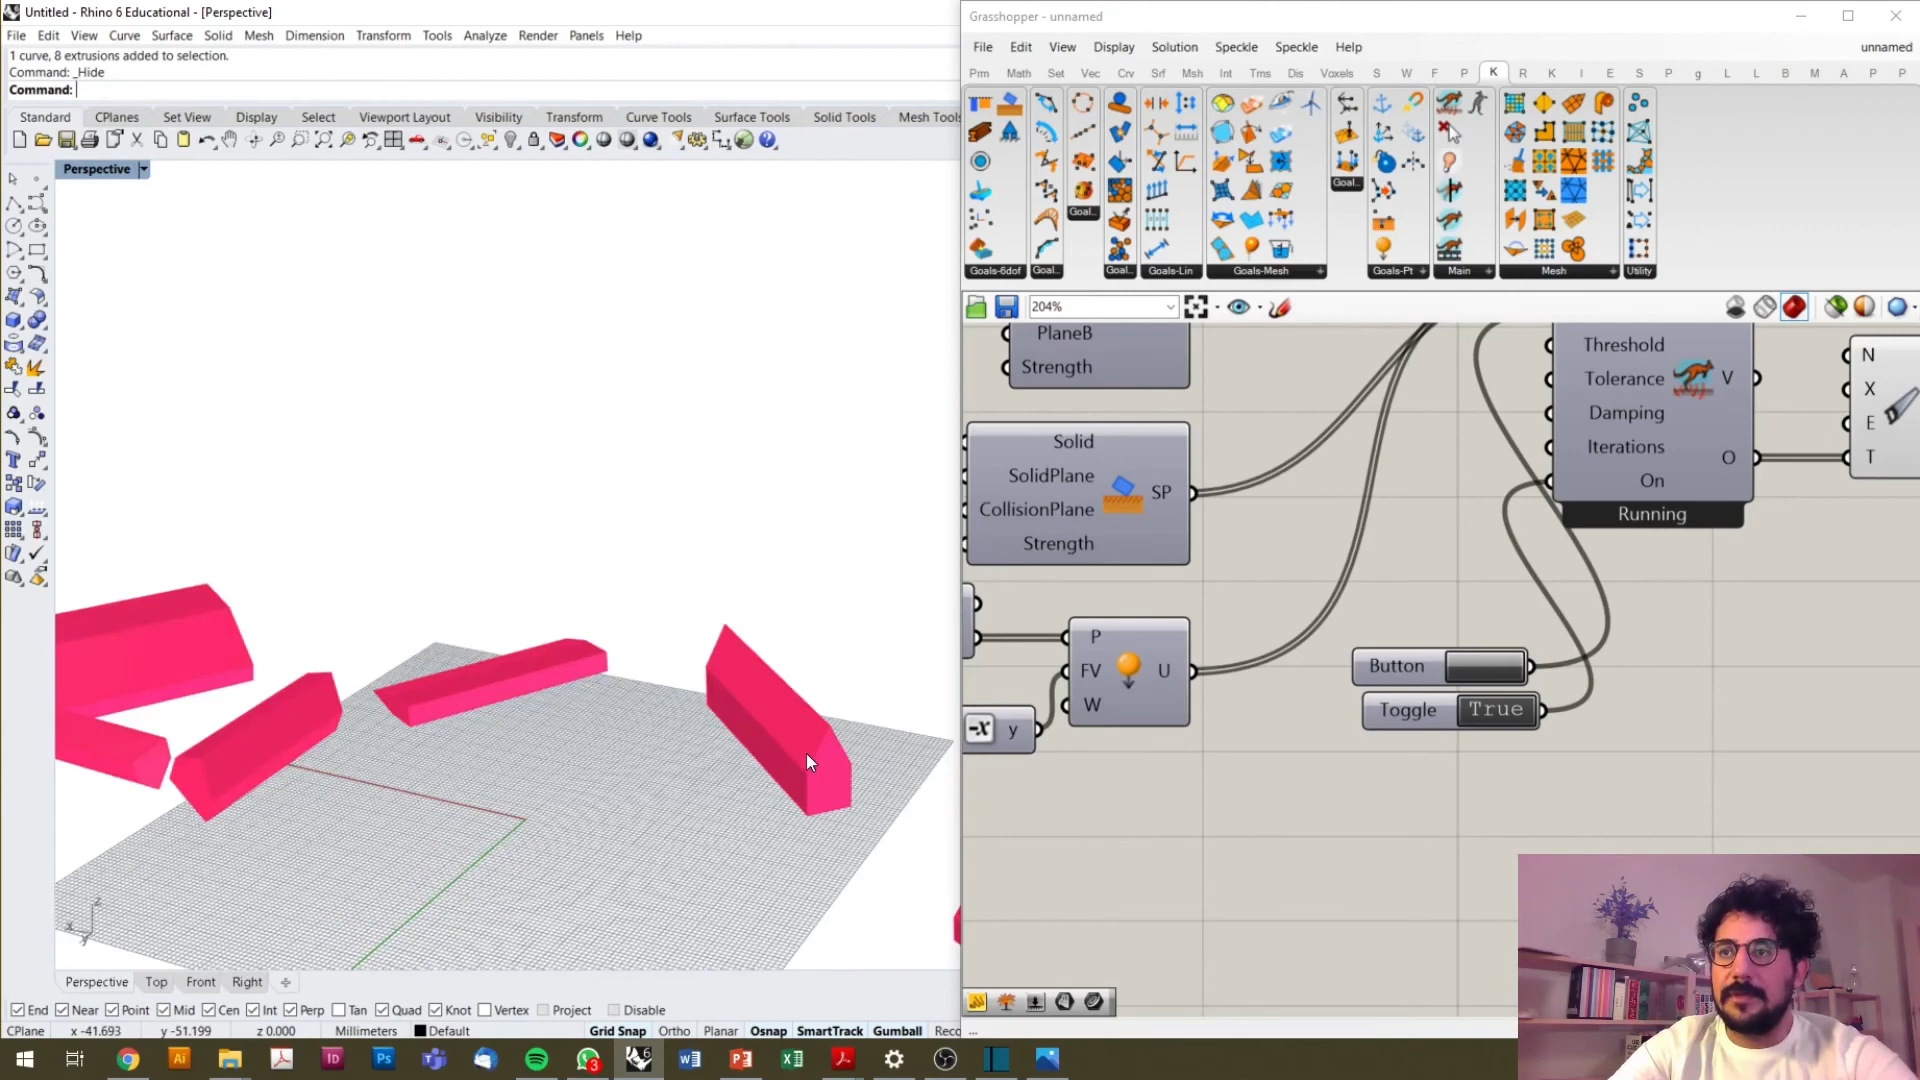 Untitled - Rhino 6 Educational - [Perspective]
File Edit View Curve Surface Solid Mesh Dimension Transform Tools Analyze Render Panels Help
1 curve, 8 extrusions added to selection.
Command: _Hide
Command:
Standard CPlanes Set View Display Select Viewport Layout Visibility Transform Curve Tools Surface Tools Solid Tools Mesh Tools
Perspective
Perspective Top Front Right
End Near Point Mid Cen Int Perp Tan Quad Knot Vertex Project Disable
CPlane x -41.693 y -51.199 z 0.000 Millimeters Default Grid Snap Ortho Planar Osnap SmartTrack Gumball Reco
Grasshopper - unnamed
File Edit View Display Solution Speckle Speckle Help unnamed
Prm Math Set Vec Crv Srf Msh Int Trns Dis Voxels S W F P K R K I E S P g L L B M A P P
Goal...
Goal...
Goals-6dof Goal... Goal... Goals-Lin Goals-Mesh Goals-Pt Main Mesh Utility
204%
PlaneB
Strength
Solid
SolidPlane
CollisionPlane
Strength
SP
P
FV
W
U
-x y
Threshold
Tolerance
Damping
Iterations
On
V
O
Running
N
X
E
T
Button
Toggle True
...
Ai Id Ps 3 6